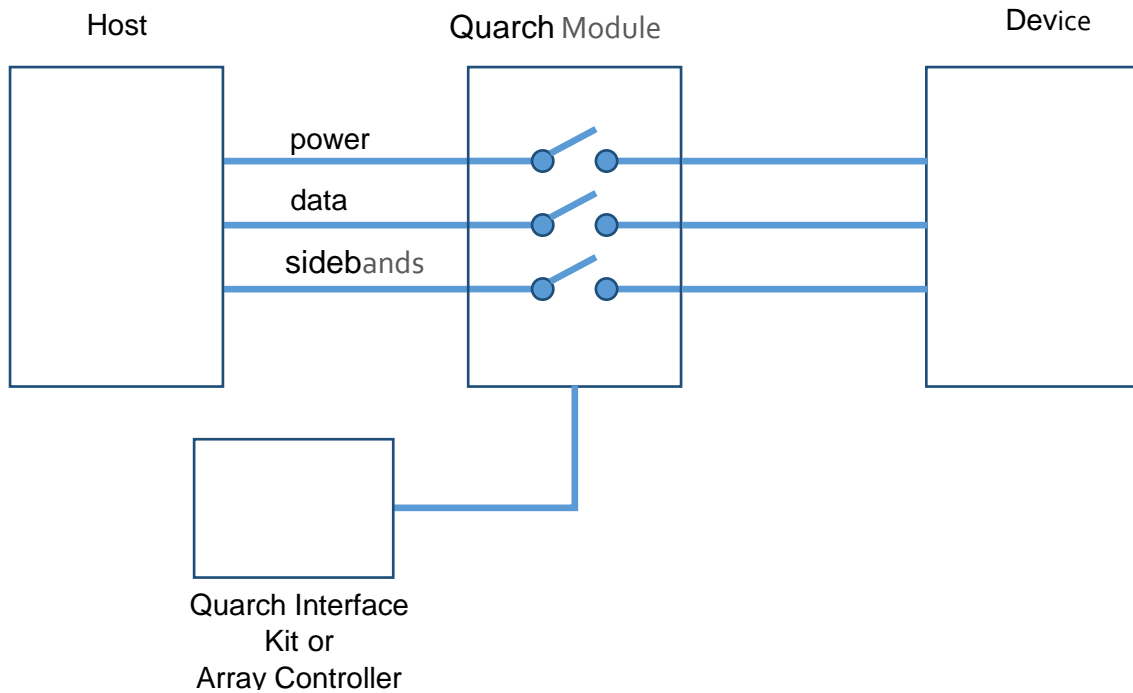 Host
Quarch Module
Device
power
data
sidebands
Quarch Interface
Kit or
Array Controller